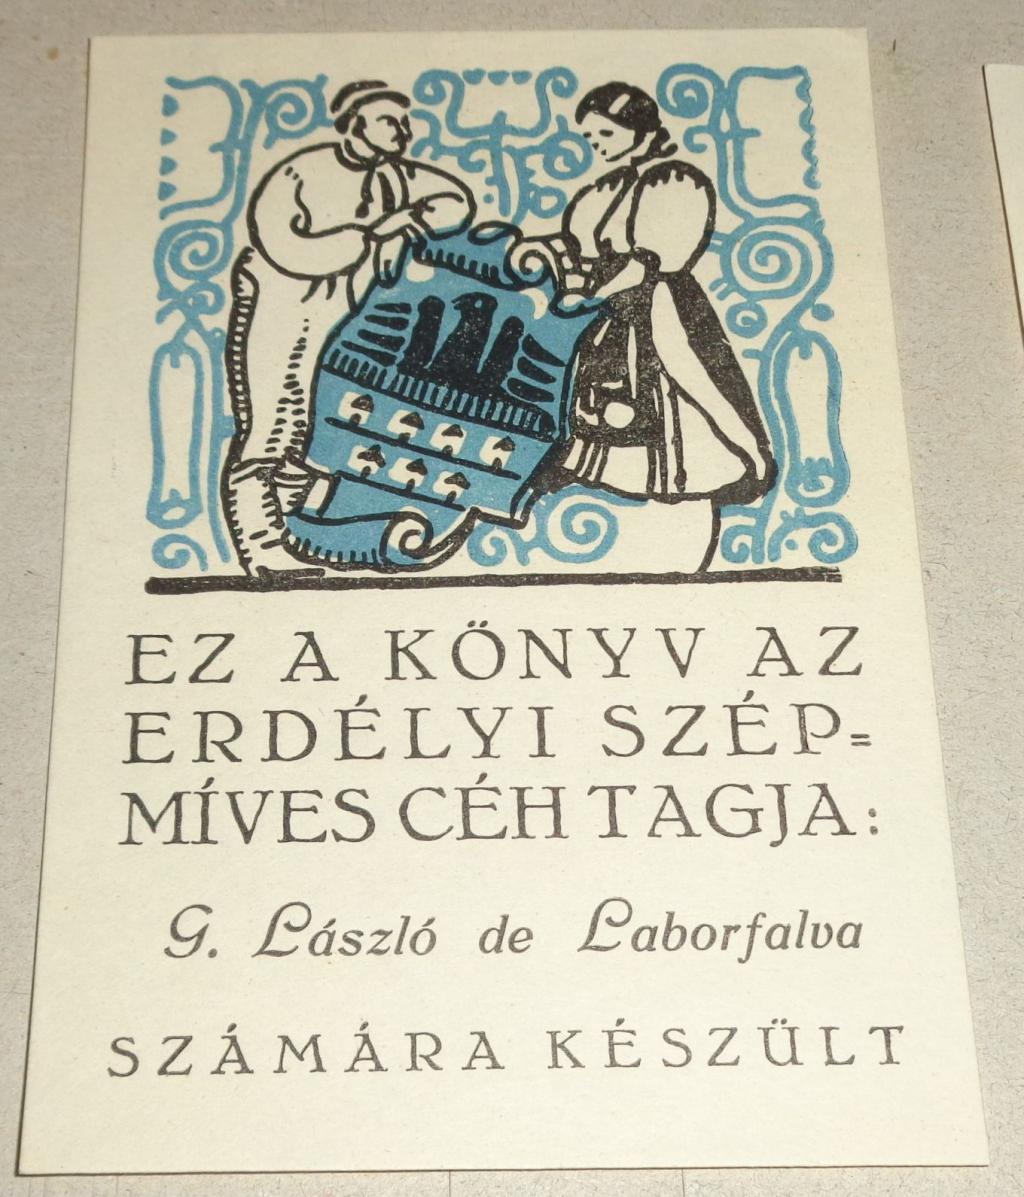 EZ A KÖNYV AZ
ERDÉLYI SZÉP=
MÍVES CÉH TAGJA:
G. László de Laborfalva
SZÁMÁRA KÉSZÜLT